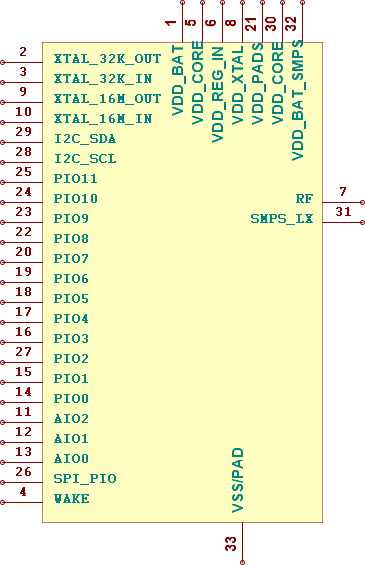 1 5 6 8 21 30 32
VDD_BAT
VDD_CORE
VDD_REG_IN
VDD_XTAL
VDD_PADS
VDD_CORE
VDD_BAT_SMPS
2 XTAL_32K_OUT
3 XTAL_32K_IN
9 XTAL_16M_OUT
10 XTAL_16M_IN
29 I2C_SDA
28 I2C_SCL
25 PIO11
24 PIO10
RF 7
23 PIO9
SMPS_LX 31
22 PIO8
20 PIO7
19 PIO6
18 PIO5
17 PIO4
16 PIO3
27 PIO2
15 PIO1
14 PIO0
11 AIO2
12 AIO1
13 AIO0
26 SPI_PIO
4 WAKE
VSS/PAD
33